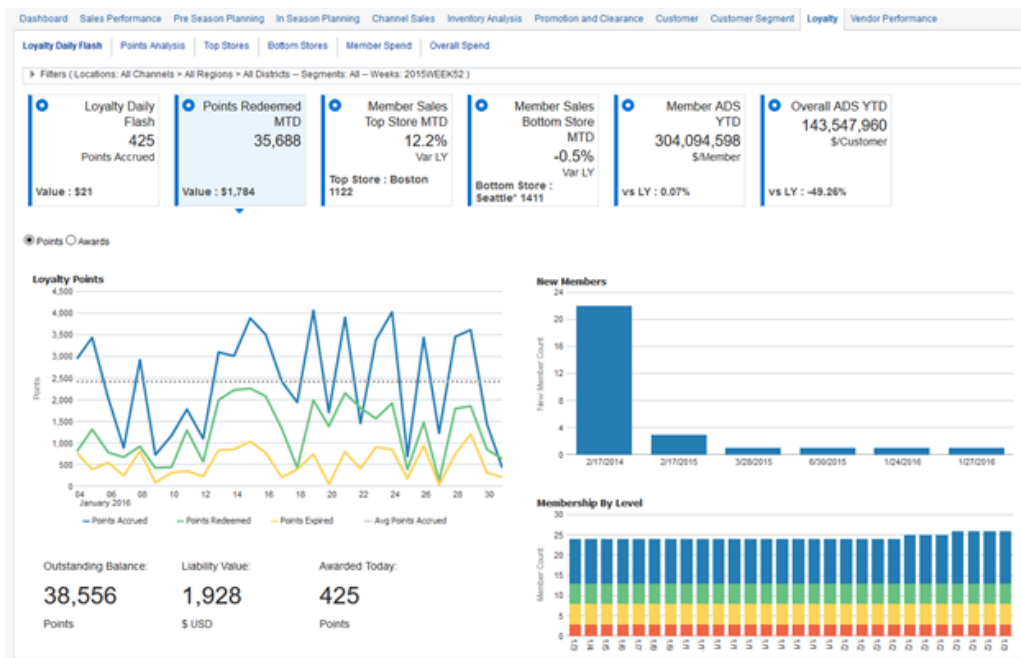 Dashboard Sales Performance Pre Season Planning In Season Planning Channel Sales Inventory Analysis Promotion and Clearance Customer Customer Segment Loyalty Vendor Performance
Loyalty Daily Flash Points Analysis Top Stores Bottom Stores Member Spend Overall Spend
Filters ( Locations: All Channels > All Regions > All Districts -- Segments: All -- Weeks: 2015WEEK52 )
Loyalty Daily
Flash
425
Points Accrued
Value : $21
Points Redeemed
MTD
35,688
Value : $1,784
Member Sales
Top Store MTD
12.2%
Var LY
Top Store : Boston
1122
Member Sales
Bottom Store
MTD
-0.5%
Var LY
Bottom Store :
Seattle* 1411
Member ADS
YTD
304,094,598
$/Member
vs LY : 0.07%
Overall ADS YTD
143,547,960
$/Customer
vs LY : -49.26%
Points Awards
Loyalty Points
4,500
4,000
3,500
3,000
2,500
2,000
1,500
1,000
500
0
Points
04 06 08 10 12 14 16 18 20 22 24 26 28 30
January 2016
Points Accrued Points Redeemed Points Expired Avg Points Accrued
Outstanding Balance:
38,556
Points
Liability Value:
1,928
$ USD
Awarded Today:
425
Points
New Members
24
20
16
12
8
4
0
New Member Count
2/17/2014 2/17/2015 3/28/2015 6/30/2015 1/24/2016 1/27/2016
Membership By Level
30
25
20
15
10
5
0
Member Count